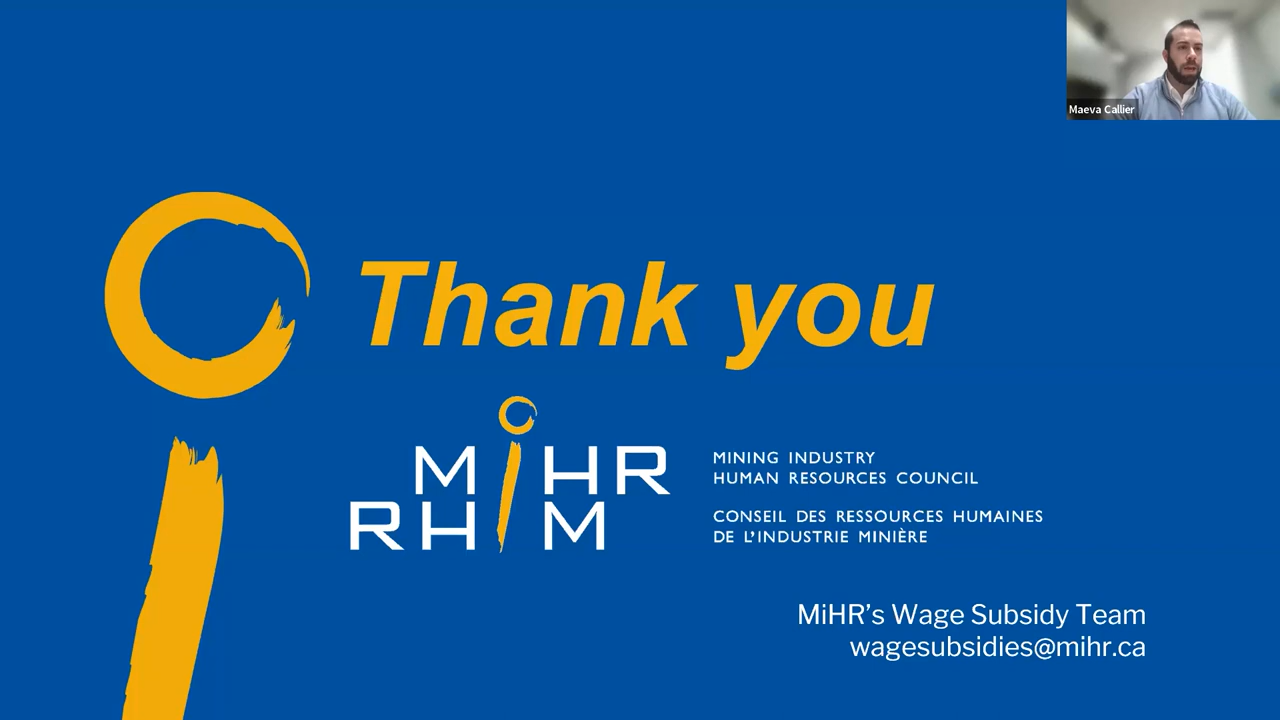 Maeva Callier
Thank you
MiHR
RHiM
MINING INDUSTRY
HUMAN RESOURCES COUNCIL
CONSEIL DES RESSOURCES HUMAINES
DE L'INDUSTRIE MINIÈRE
MiHR's Wage Subsidy Team
wagesubsidies@mihr.ca